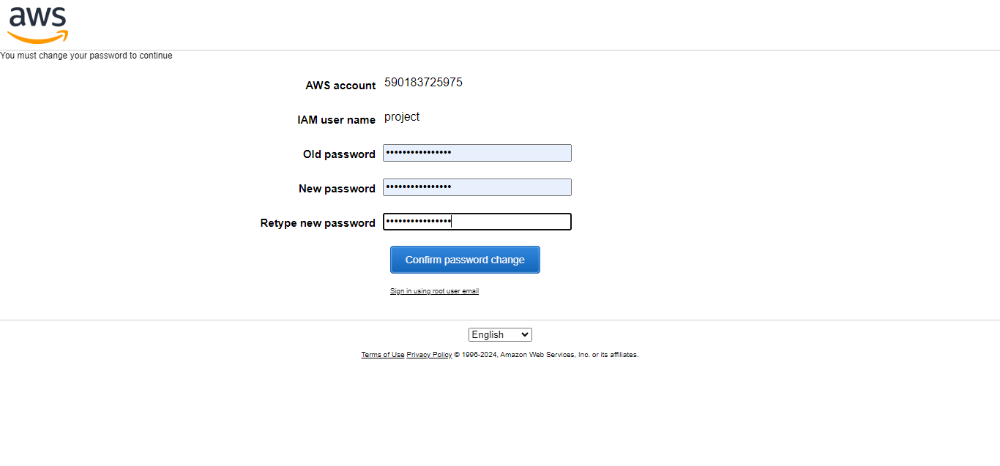 aws
You must change your password to continue
AWS account 590183725975
IAM user name project
Old password ••••••••••••••••
New password ••••••••••••••••
Retype new password ••••••••••••••••
Confirm password change
Sign in using root user email
English
Terms of Use Privacy Policy © 1996-2024, Amazon Web Services, Inc. or its affiliates.